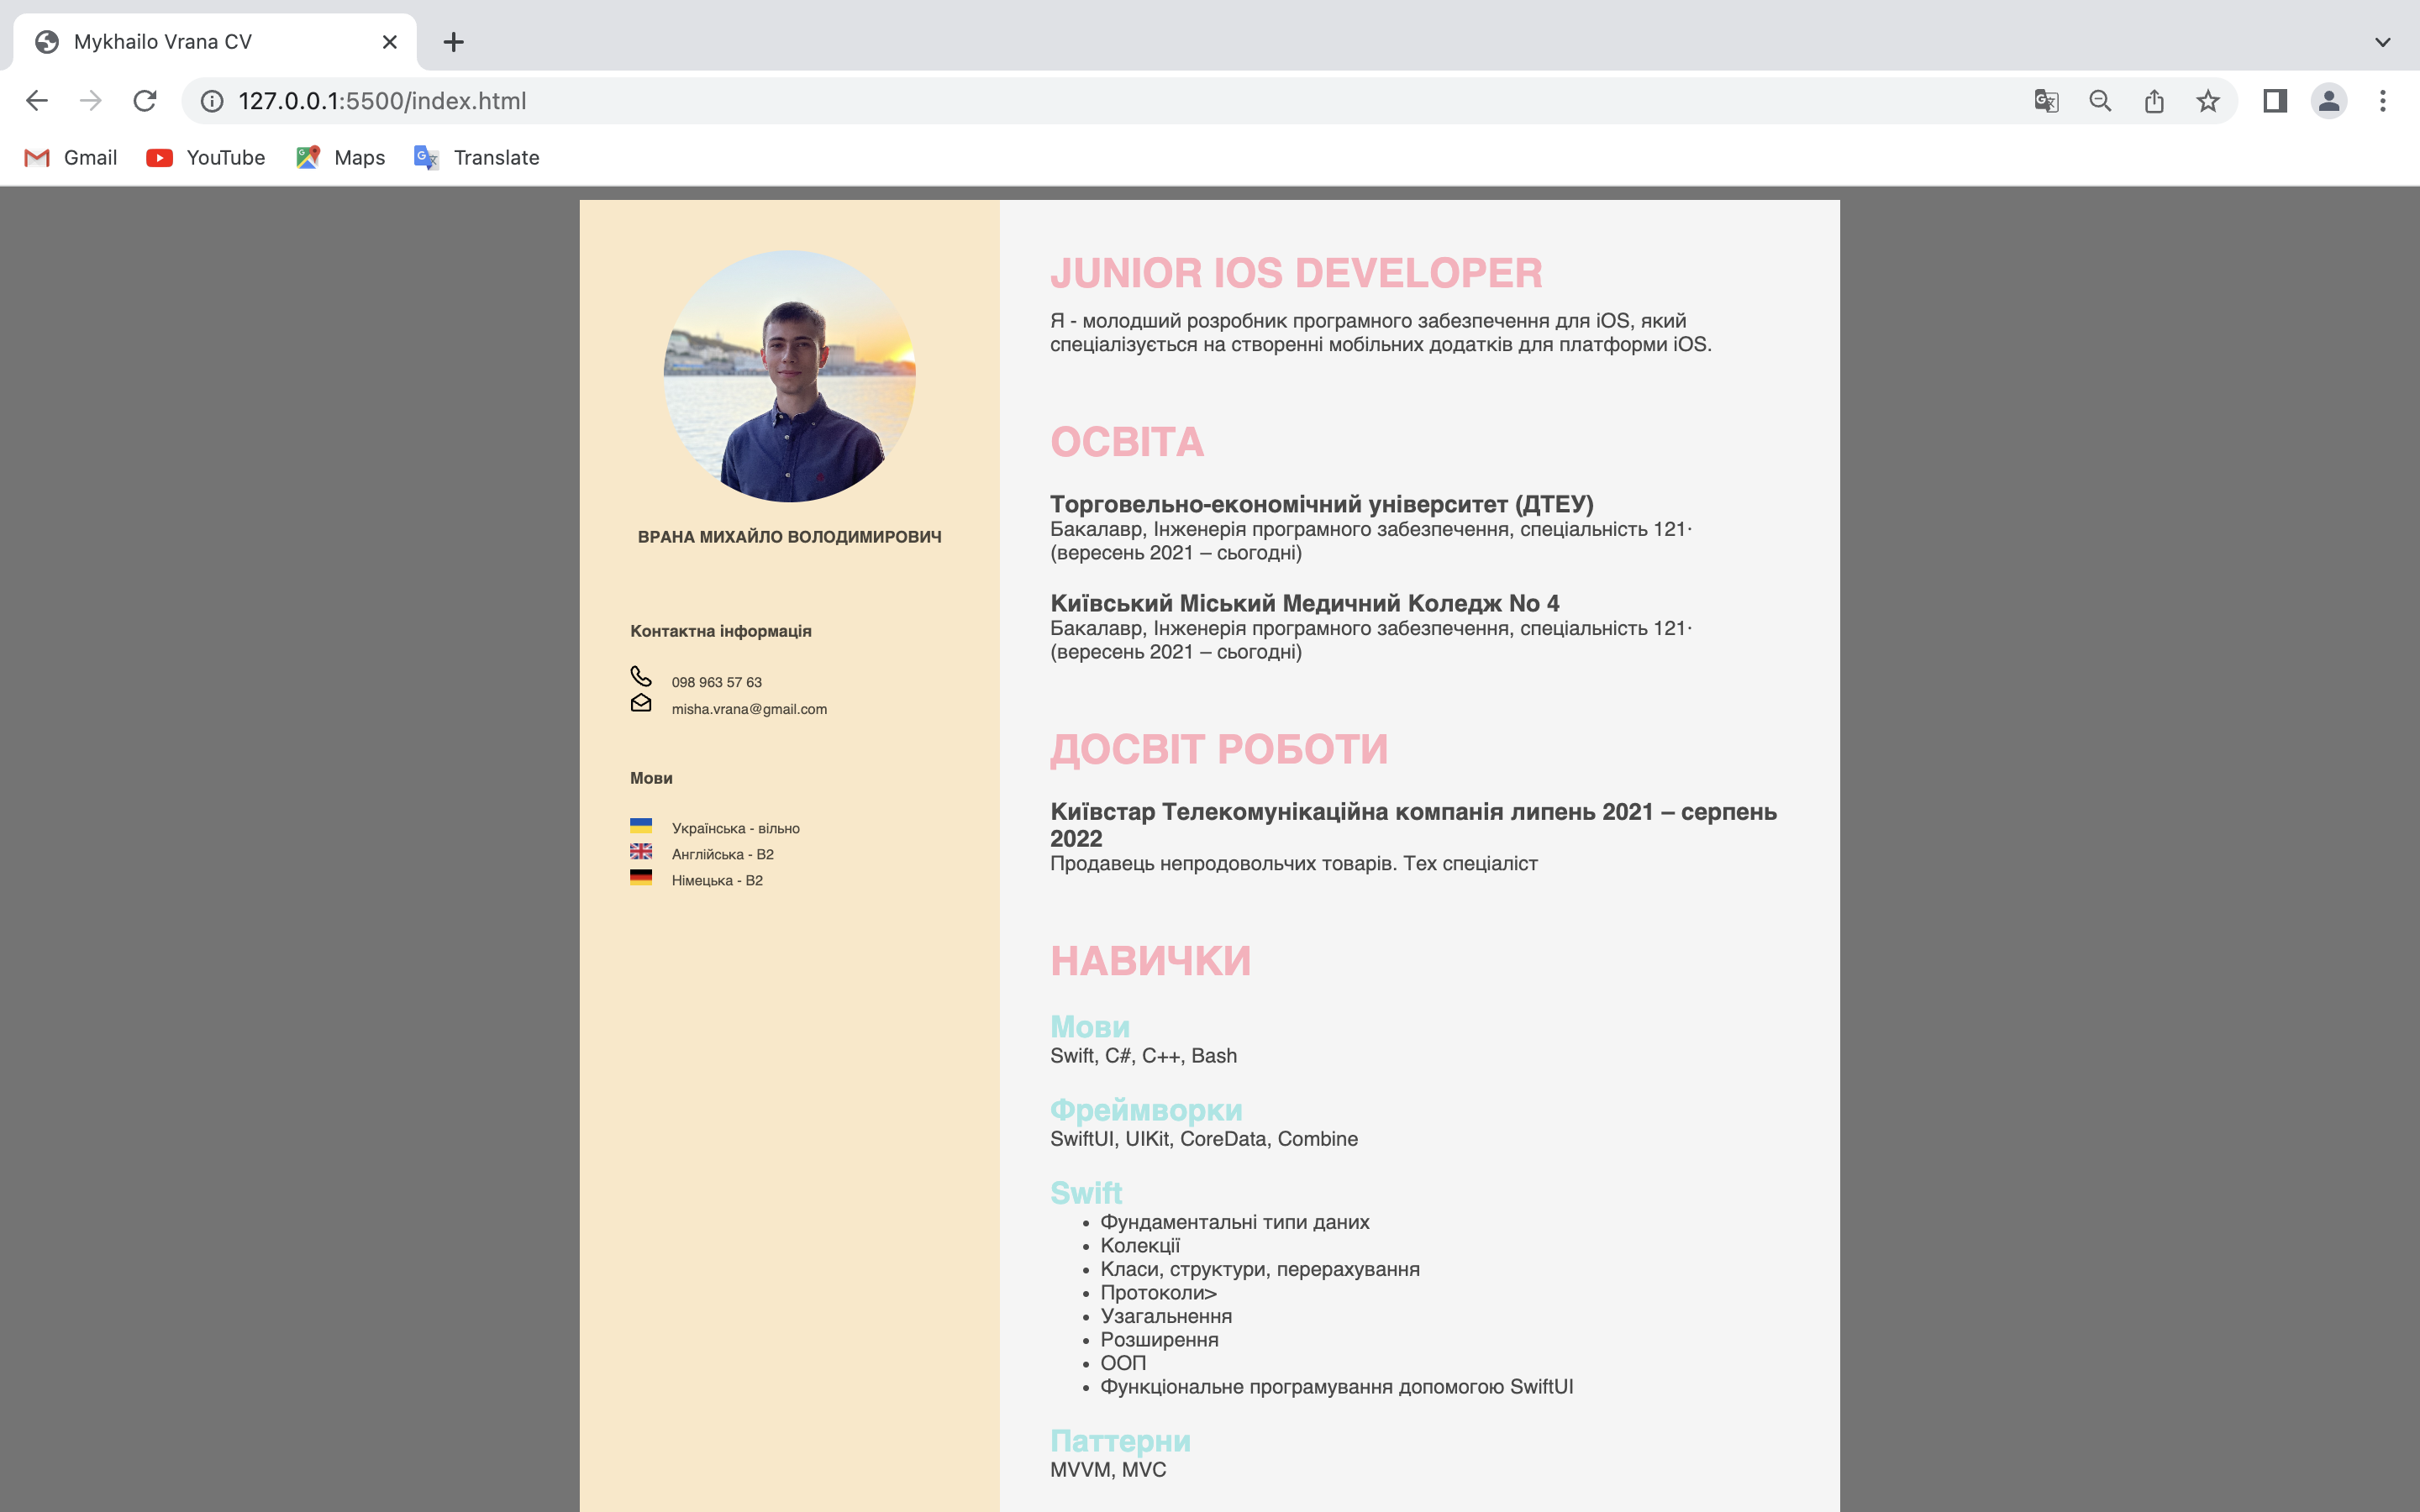 Mykhailo Vrana CV
127.0.0.1:5500/index.html
Gmail
YouTube
Maps
Translate
ВРАНА МИХАЙЛО ВОЛОДИМИРОВИЧ
Контактна інформація
098 963 57 63
misha.vrana@gmail.com
Мови
Українська - вільно
Англійська - B2
Німецька - B2
JUNIOR IOS DEVELOPER
Я - молодший розробник програмного забезпечення для iOS, який
спеціалізується на створенні мобільних додатків для платформи iOS.
ОСВІТА
Торговельно-економічний університет (ДТЕУ)
Бакалавр, Інженерія програмного забезпечення, спеціальність 121·
(вересень 2021 – сьогодні)
Київський Міський Медичний Коледж No 4
Бакалавр, Інженерія програмного забезпечення, спеціальність 121·
(вересень 2021 – сьогодні)
ДОСВІТ РОБОТИ
Київстар Телекомунікаційна компанія липень 2021 – серпень
2022
Продавець непродовольчих товарів. Тех спеціаліст
НАВИЧКИ
Мови
Swift, C#, C++, Bash
Фреймворки
SwiftUI, UIKit, CoreData, Combine
Swift
• Фундаментальні типи даних
• Колекції
• Класи, структури, перерахування
• Протоколи>
• Узагальнення
• Розширення
• ООП
• Функціональне програмування допомогою SwiftUI
Паттерни
MVVM, MVC